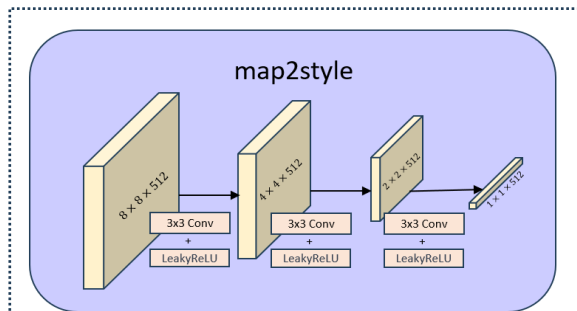 map2style
8 × 8 × 512
4 × 4 × 512
2 × 2 × 512
1 × 1 × 512
3x3 Conv
+
LeakyReLU
3x3 Conv
+
LeakyReLU
3x3 Conv
+
LeakyReLU